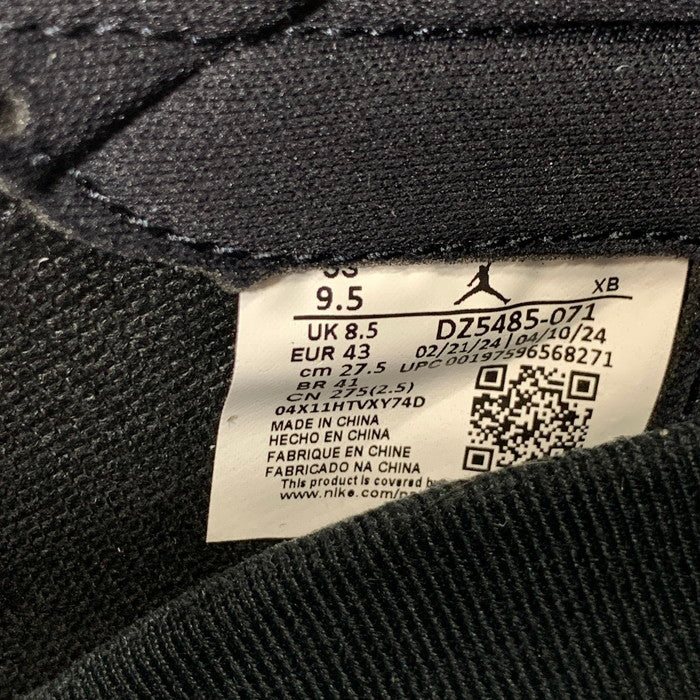 US
9.5
XB
UK 8.5
DZ5485-071
EUR 43
02/21/24 | 04/10/24
cm 27.5
UPC 00197596568271
BR 41
CN 275(2.5)
04X11HTVXY74D
MADE IN CHINA
HECHO EN CHINA
FABRIQUE EN CHINE
FABRICADO NA CHINA
This product is covered
www.nike.com/